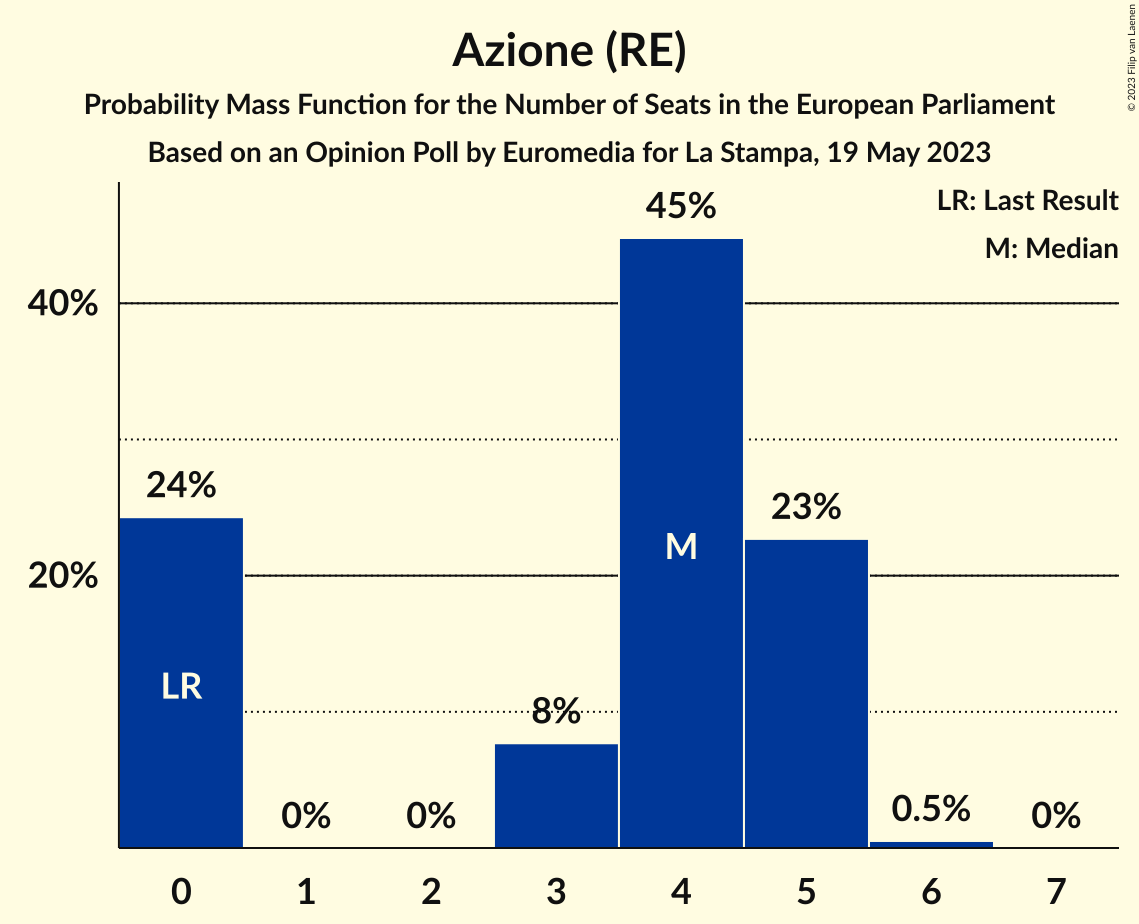 Azione (RE)
Probability Mass Function for the Number of Seats in the European Parliament
Based on an Opinion Poll by Euromedia for La Stampa, 19 May 2023
© 2023 Filip van Laenen
LR: Last Result
M: Median
45%
40%
24%
23%
M
20%
LR
8%
0%
0%
0.5%
0%
0
1
2
3
4
5
6
7